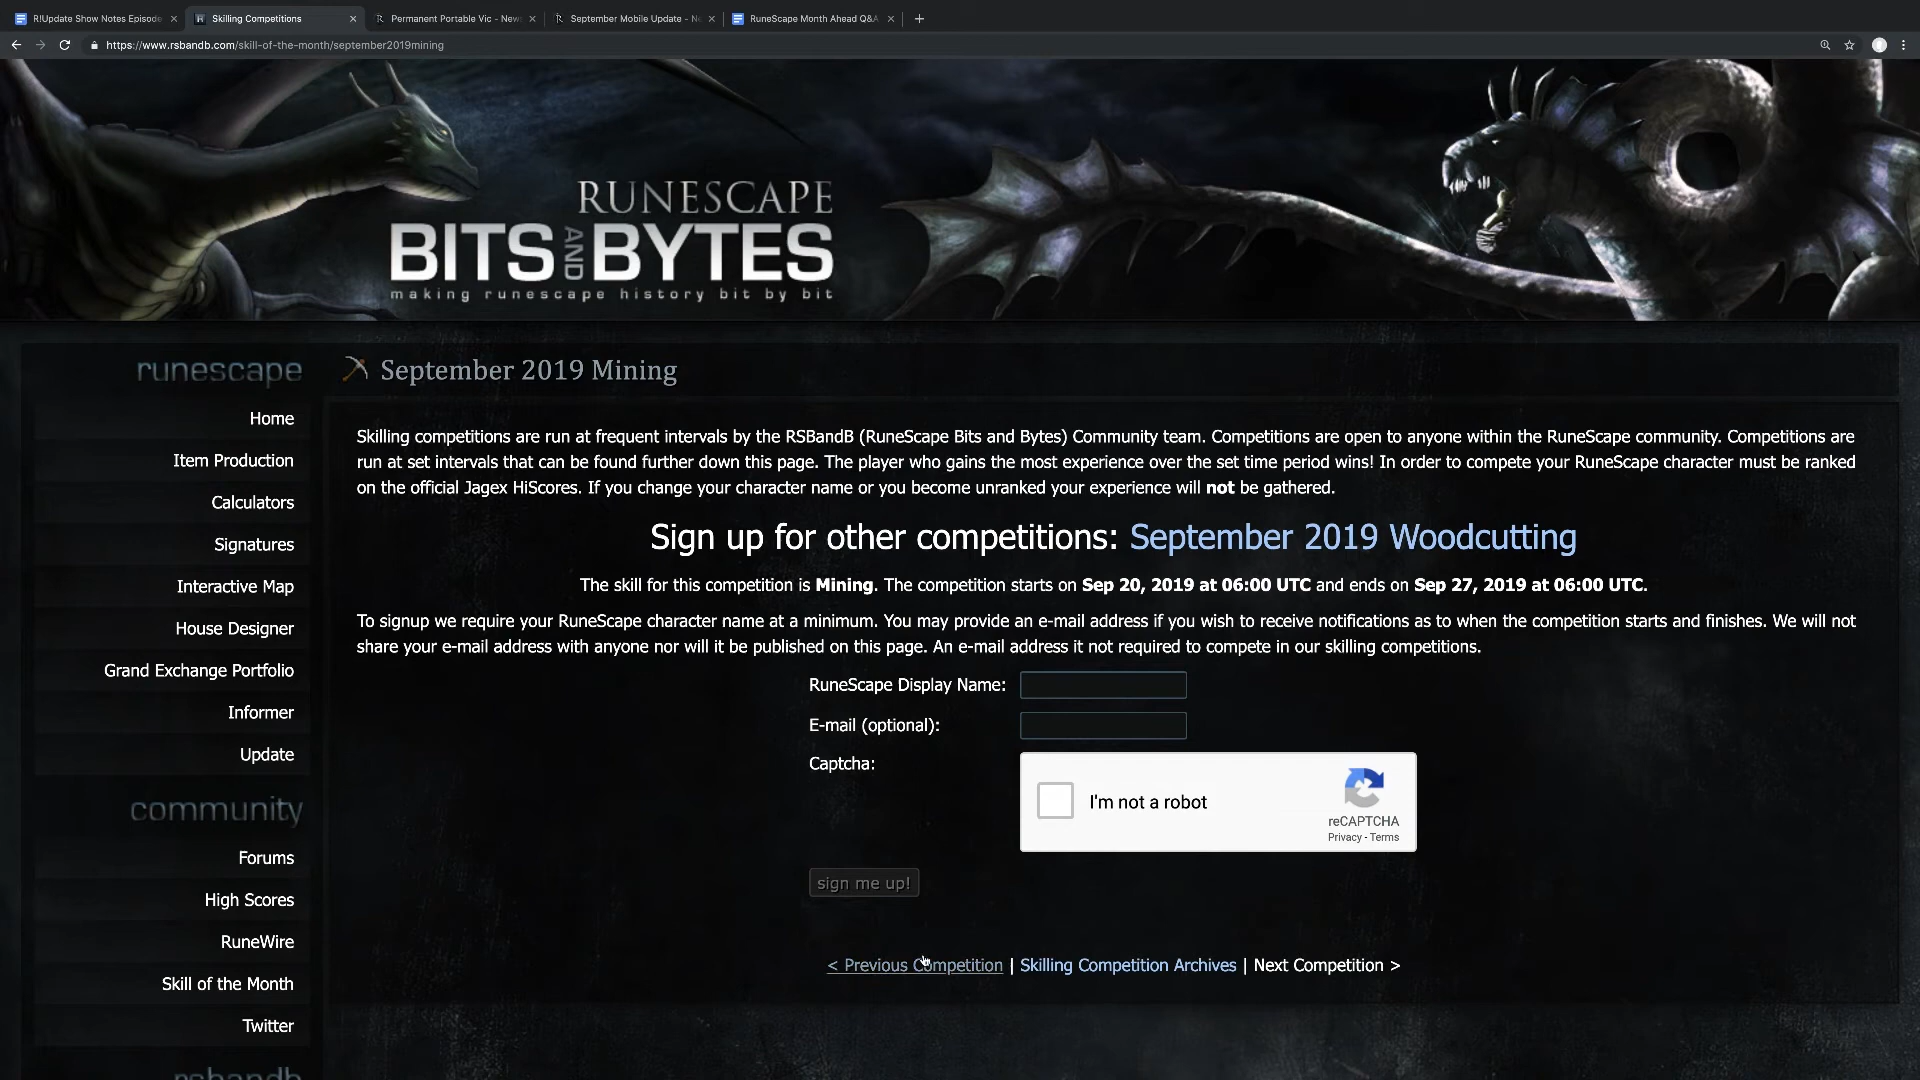 R!Update Show Notes Episode
Skilling Competitions
Permanent Portable Vic - New
September Mobile Update - N
RuneScape Month Ahead Q&A
https://www.rsbandb.com/skill-of-the-month/september2019mining
RUNESCAPE
BITS AND BYTES
making runescape history bit by bit
runescape
Home
Item Production
Calculators
Signatures
Interactive Map
House Designer
Grand Exchange Portfolio
Informer
Update
community
Forums
High Scores
RuneWire
Skill of the Month
Twitter
rsbandb
September 2019 Mining
Skilling competitions are run at frequent intervals by the RSBandB (RuneScape Bits and Bytes) Community team. Competitions are open to anyone within the RuneScape community. Competitions are
run at set intervals that can be found further down this page. The player who gains the most experience over the set time period wins! In order to compete your RuneScape character must be ranked
on the official Jagex HiScores. If you change your character name or you become unranked your experience will not be gathered.
Sign up for other competitions: September 2019 Woodcutting
The skill for this competition is Mining. The competition starts on Sep 20, 2019 at 06:00 UTC and ends on Sep 27, 2019 at 06:00 UTC.
To signup we require your RuneScape character name at a minimum. You may provide an e-mail address if you wish to receive notifications as to when the competition starts and finishes. We will not
share your e-mail address with anyone nor will it be published on this page. An e-mail address it not required to compete in our skilling competitions.
RuneScape Display Name:
E-mail (optional):
Captcha:
I'm not a robot
reCAPTCHA
Privacy - Terms
sign me up!
< Previous Competition | Skilling Competition Archives | Next Competition >